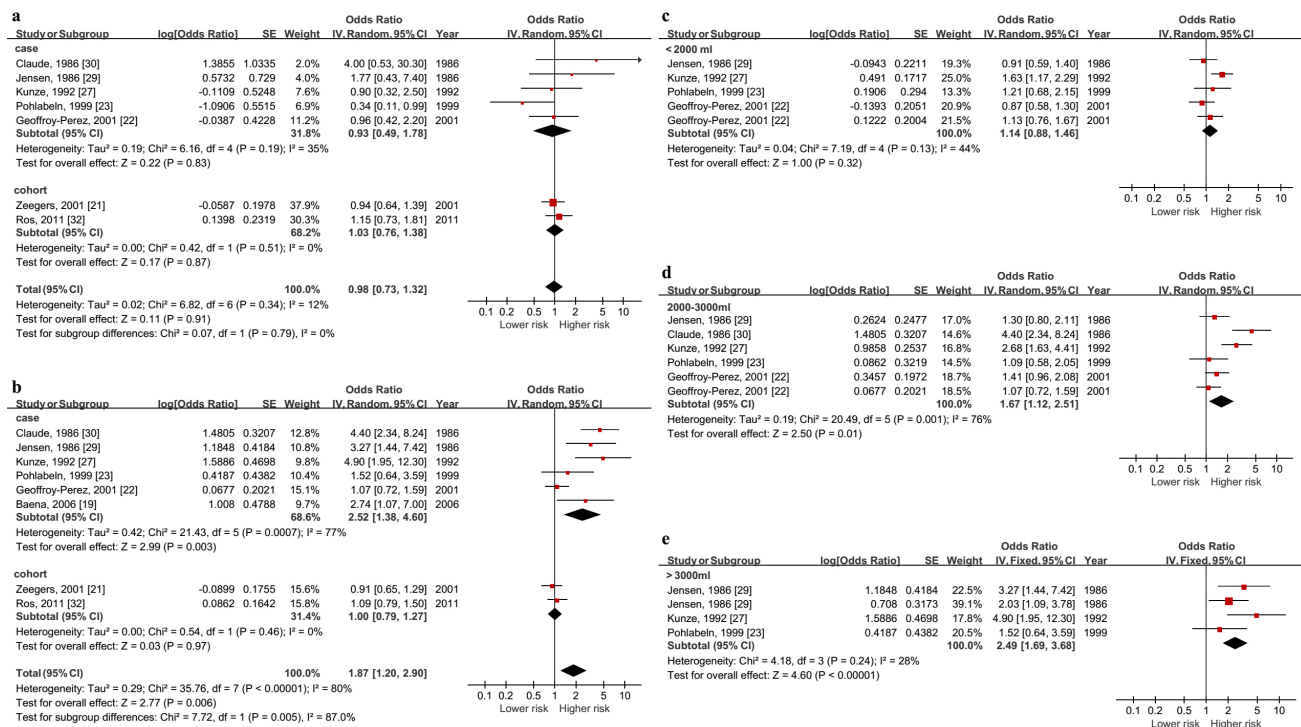 a
Odds Ratio Odds Ratio
Study or Subgroup log[Odds Ratio] SE Weight IV, Random, 95% CI Year IV, Random, 95% CI
case
Claude, 1986 [30] 1.3855 1.0335 2.0% 4.00 [0.53, 30.30] 1986
Jensen, 1986 [29] 0.5732 0.729 4.0% 1.77 [0.43, 7.40] 1986
Kunze, 1992 [27] -0.1109 0.5248 7.6% 0.90 [0.32, 2.50] 1992
Pohlabeln, 1999 [23] -1.0906 0.5515 6.9% 0.34 [0.11, 0.99] 1999
Geoffroy-Perez, 2001 [22] -0.0387 0.4228 11.2% 0.96 [0.42, 2.20] 2001
Subtotal (95% CI) 31.8% 0.93 [0.49, 1.78]
Heterogeneity: Tau² = 0.19; Chi² = 6.16, df = 4 (P = 0.19); I² = 35%
Test for overall effect: Z = 0.22 (P = 0.83)
cohort
Zeegers, 2001 [21] -0.0587 0.1978 37.9% 0.94 [0.64, 1.39] 2001
Ros, 2011 [32] 0.1398 0.2319 30.3% 1.15 [0.73, 1.81] 2011
Subtotal (95% CI) 68.2% 1.03 [0.76, 1.38]
Heterogeneity: Tau² = 0.00; Chi² = 0.42, df = 1 (P = 0.51); I² = 0%
Test for overall effect: Z = 0.17 (P = 0.87)
Total (95% CI) 100.0% 0.98 [0.73, 1.32]
Heterogeneity: Tau² = 0.02; Chi² = 6.82, df = 6 (P = 0.34); I² = 12%
Test for overall effect: Z = 0.11 (P = 0.91)
Test for subgroup differences: Chi² = 0.07, df = 1 (P = 0.79), I² = 0%
0.1 0.2 0.5 1 2 5 10
Lower risk Higher risk
b
Odds Ratio Odds Ratio
Study or Subgroup log[Odds Ratio] SE Weight IV, Random, 95% CI Year IV, Random, 95% CI
case
Claude, 1986 [30] 1.4805 0.3207 12.8% 4.40 [2.34, 8.24] 1986
Jensen, 1986 [29] 1.1848 0.4184 10.8% 3.27 [1.44, 7.42] 1986
Kunze, 1992 [27] 1.5886 0.4698 9.8% 4.90 [1.95, 12.30] 1992
Pohlabeln, 1999 [23] 0.4187 0.4382 10.4% 1.52 [0.64, 3.59] 1999
Geoffroy-Perez, 2001 [22] 0.0677 0.2021 15.1% 1.07 [0.72, 1.59] 2001
Baena, 2006 [19] 1.008 0.4788 9.7% 2.74 [1.07, 7.00] 2006
Subtotal (95% CI) 68.6% 2.52 [1.38, 4.60]
Heterogeneity: Tau² = 0.42; Chi² = 21.43, df = 5 (P = 0.0007); I² = 77%
Test for overall effect: Z = 2.99 (P = 0.003)
cohort
Zeegers, 2001 [21] -0.0899 0.1755 15.6% 0.91 [0.65, 1.29] 2001
Ros, 2011 [32] 0.0862 0.1642 15.8% 1.09 [0.79, 1.50] 2011
Subtotal (95% CI) 31.4% 1.00 [0.79, 1.27]
Heterogeneity: Tau² = 0.00; Chi² = 0.54, df = 1 (P = 0.46); I² = 0%
Test for overall effect: Z = 0.03 (P = 0.97)
Total (95% CI) 100.0% 1.87 [1.20, 2.90]
Heterogeneity: Tau² = 0.29; Chi² = 35.76, df = 7 (P < 0.00001); I² = 80%
Test for overall effect: Z = 2.77 (P = 0.006)
Test for subgroup differences: Chi² = 7.72, df = 1 (P = 0.005), I² = 87.0%
0.1 0.2 0.5 1 2 5 10
Lower risk Higher risk
c
Odds Ratio Odds Ratio
Study or Subgroup log[Odds Ratio] SE Weight IV, Random, 95% CI Year IV, Random, 95% CI
< 2000 ml
Jensen, 1986 [29] -0.0943 0.2211 19.3% 0.91 [0.59, 1.40] 1986
Kunze, 1992 [27] 0.491 0.1717 25.0% 1.63 [1.17, 2.29] 1992
Pohlabeln, 1999 [23] 0.1906 0.294 13.3% 1.21 [0.68, 2.15] 1999
Geoffroy-Perez, 2001 [22] -0.1393 0.2051 20.9% 0.87 [0.58, 1.30] 2001
Geoffroy-Perez, 2001 [22] 0.1222 0.2004 21.5% 1.13 [0.76, 1.67] 2001
Subtotal (95% CI) 100.0% 1.14 [0.88, 1.46]
Heterogeneity: Tau² = 0.04; Chi² = 7.19, df = 4 (P = 0.13); I² = 44%
Test for overall effect: Z = 1.00 (P = 0.32)
0.1 0.2 0.5 1 2 5 10
Lower risk Higher risk
d
Odds Ratio Odds Ratio
Study or Subgroup log[Odds Ratio] SE Weight IV, Random, 95% CI Year IV, Random, 95% CI
2000-3000ml
Jensen, 1986 [29] 0.2624 0.2477 17.0% 1.30 [0.80, 2.11] 1986
Claude, 1986 [30] 1.4805 0.3207 14.6% 4.40 [2.34, 8.24] 1986
Kunze, 1992 [27] 0.9858 0.2537 16.8% 2.68 [1.63, 4.41] 1992
Pohlabeln, 1999 [23] 0.0862 0.3219 14.5% 1.09 [0.58, 2.05] 1999
Geoffroy-Perez, 2001 [22] 0.3457 0.1972 18.7% 1.41 [0.96, 2.08] 2001
Geoffroy-Perez, 2001 [22] 0.0677 0.2021 18.5% 1.07 [0.72, 1.59] 2001
Subtotal (95% CI) 100.0% 1.67 [1.12, 2.51]
Heterogeneity: Tau² = 0.19; Chi² = 20.49, df = 5 (P = 0.001); I² = 76%
Test for overall effect: Z = 2.50 (P = 0.01)
0.1 0.2 0.5 1 2 5 10
Lower risk Higher risk
e
Odds Ratio Odds Ratio
Study or Subgroup log[Odds Ratio] SE Weight IV, Fixed, 95% CI Year IV, Fixed, 95% CI
> 3000ml
Jensen, 1986 [29] 1.1848 0.4184 22.5% 3.27 [1.44, 7.42] 1986
Jensen, 1986 [29] 0.708 0.3173 39.1% 2.03 [1.09, 3.78] 1986
Kunze, 1992 [27] 1.5886 0.4698 17.8% 4.90 [1.95, 12.30] 1992
Pohlabeln, 1999 [23] 0.4187 0.4382 20.5% 1.52 [0.64, 3.59] 1999
Subtotal (95% CI) 100.0% 2.49 [1.69, 3.68]
Heterogeneity: Chi² = 4.18, df = 3 (P = 0.24); I² = 28%
Test for overall effect: Z = 4.60 (P < 0.00001)
0.1 0.2 0.5 1 2 5 10
Lower risk Higher risk